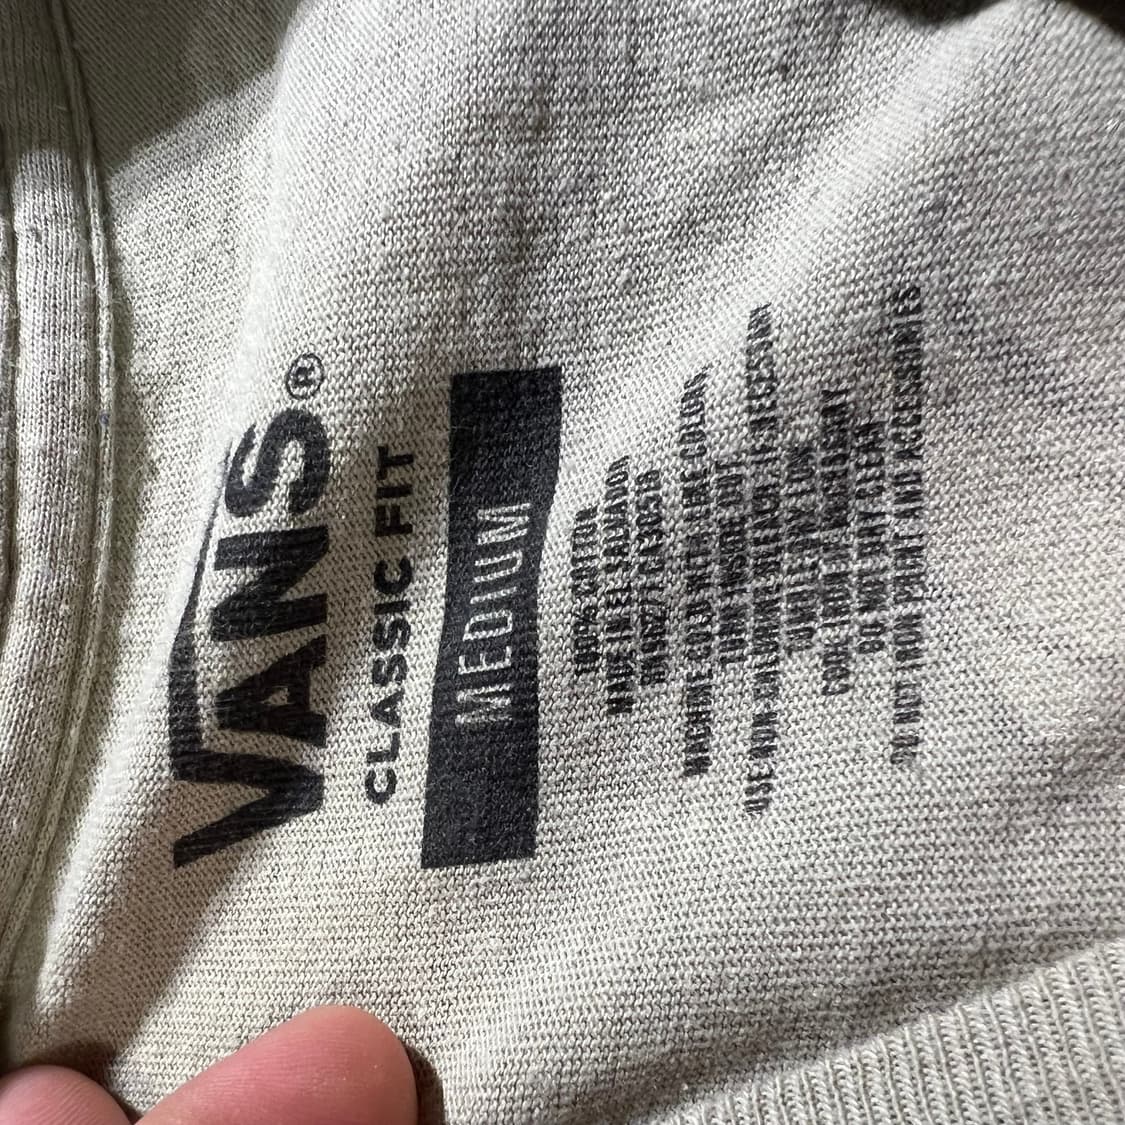 VANS®
CLASSIC FIT
MEDIUM
100% COTTON
MADE IN EL SALVADOR
MACHINE COLD WITH LIKE COLORS
TURN INSIDE OUT
USE NON-CHLORINE BLEACH, IF NECESSARY
TUMBLE DRY LOW
COOL IRON IF NECESSARY
DO NOT DRY CLEAN
DO NOT IRON PRINT AND ACCESSORIES